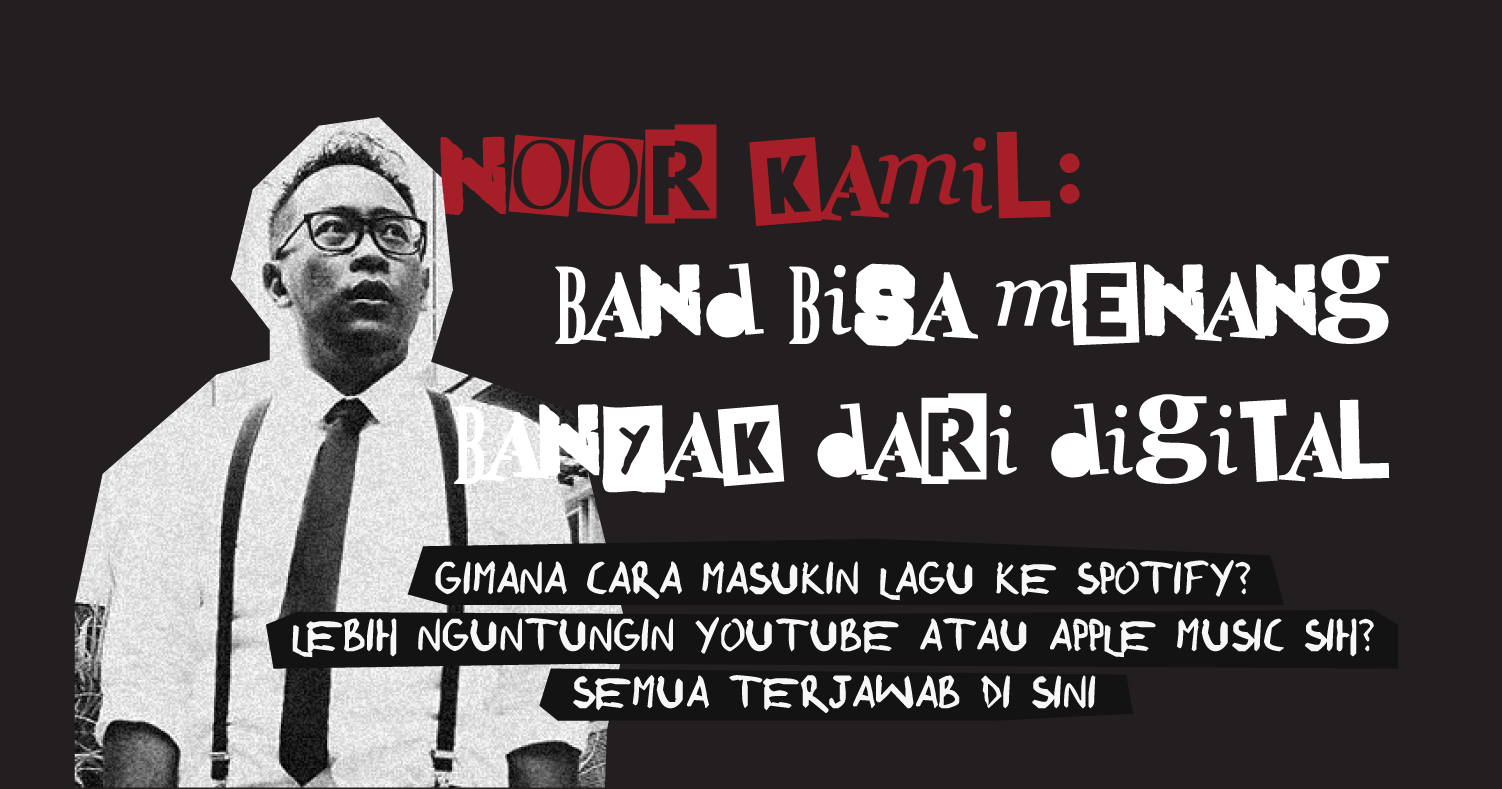 NOOR KAmiL:
BANd BiSA mENANg
BANYAK dARi digiTAL
GIMANA CARA MASUKIN LAGU KE SPOTIFY?
LEBIH NGUNTUNGIN YOUTUBE ATAU APPLE MUSIC SIH?
SEMUA TERJAWAB DI SINI